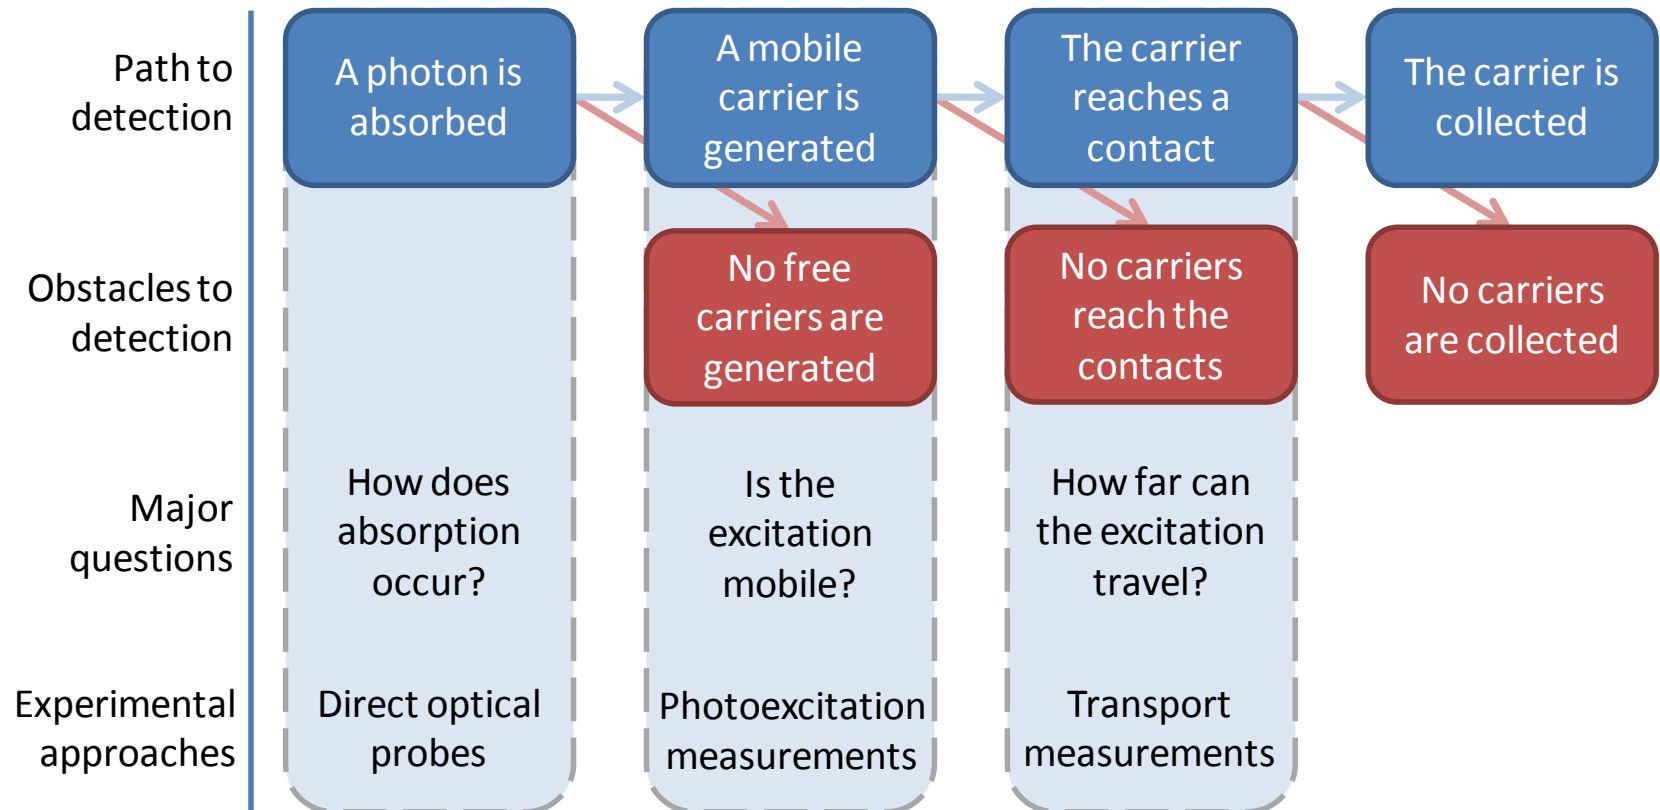 Path to
detection
A photon is
absorbed
A mobile
carrier is
generated
The carrier
reaches a
contact
The carrier is
collected
Obstacles to
detection
No free
carriers are
generated
No carriers
reach the
contacts
No carriers
are collected
Major
questions
How does
absorption
occur?
Is the
excitation
mobile?
How far can
the excitation
travel?
Experimental
approaches
Direct optical
probes
Photoexcitation
measurements
Transport
measurements